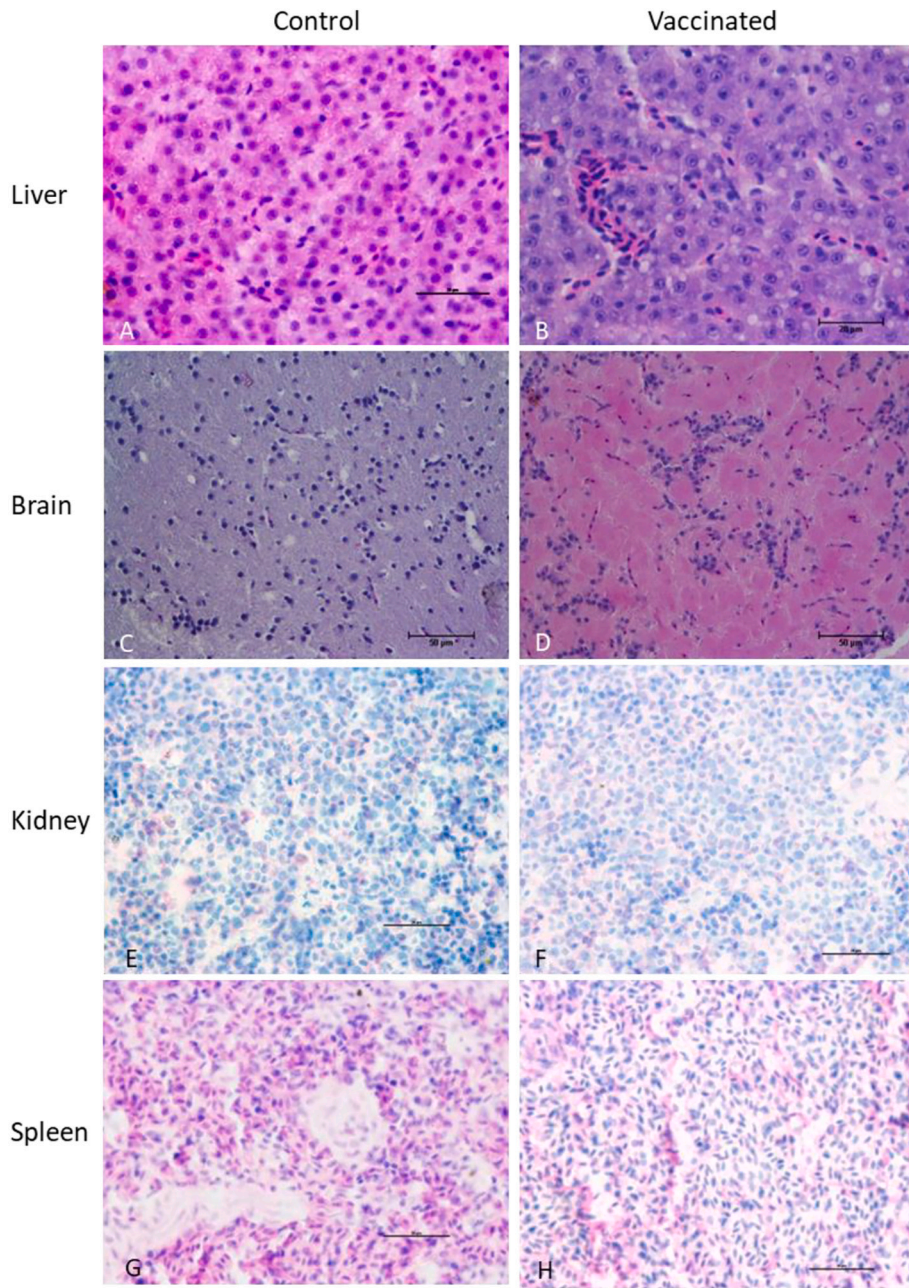 Control Vaccinated
Liver
A
B
20 µm
Brain
C
50 µm
D
50 µm
Kidney
E
F
Spleen
G
H